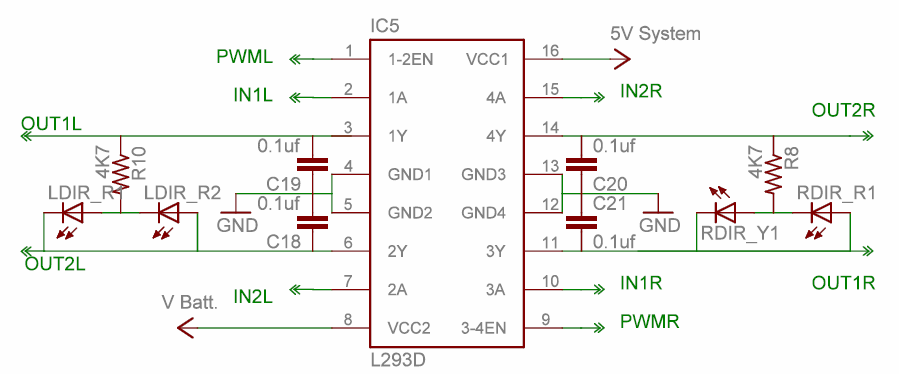 IC5
PWML 1 1-2EN VCC1 16 5V System
IN1L 2 1A 4A 15 IN2R
OUT1L 3 1Y 4Y 14 OUT2R
4K7 R10 0.1uf 4 GND1 GND3 13 0.1uf 4K7 R8
LDIR_R1 LDIR_R2 C19 C20 RDIR_R1
GND 0.1uf 5 GND2 GND4 12 C21 GND RDIR_Y1
C18 6 2Y 3Y 11 0.1uf
OUT2L OUT1R
IN2L 7 2A 3A 10 IN1R
V Batt. 8 VCC2 3-4EN 9 PWMR
L293D